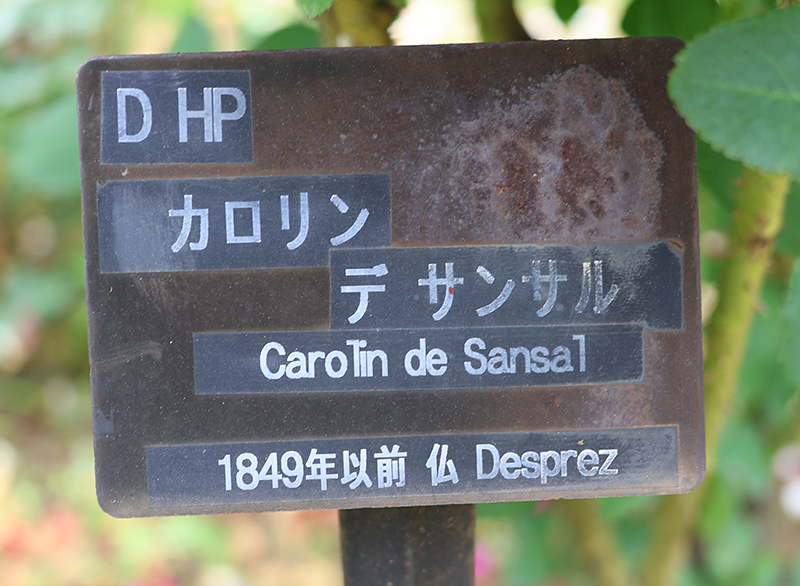 D HP
カロリン
デ サンサル
Carolin de Sansal
1849年以前 仏 Desprez